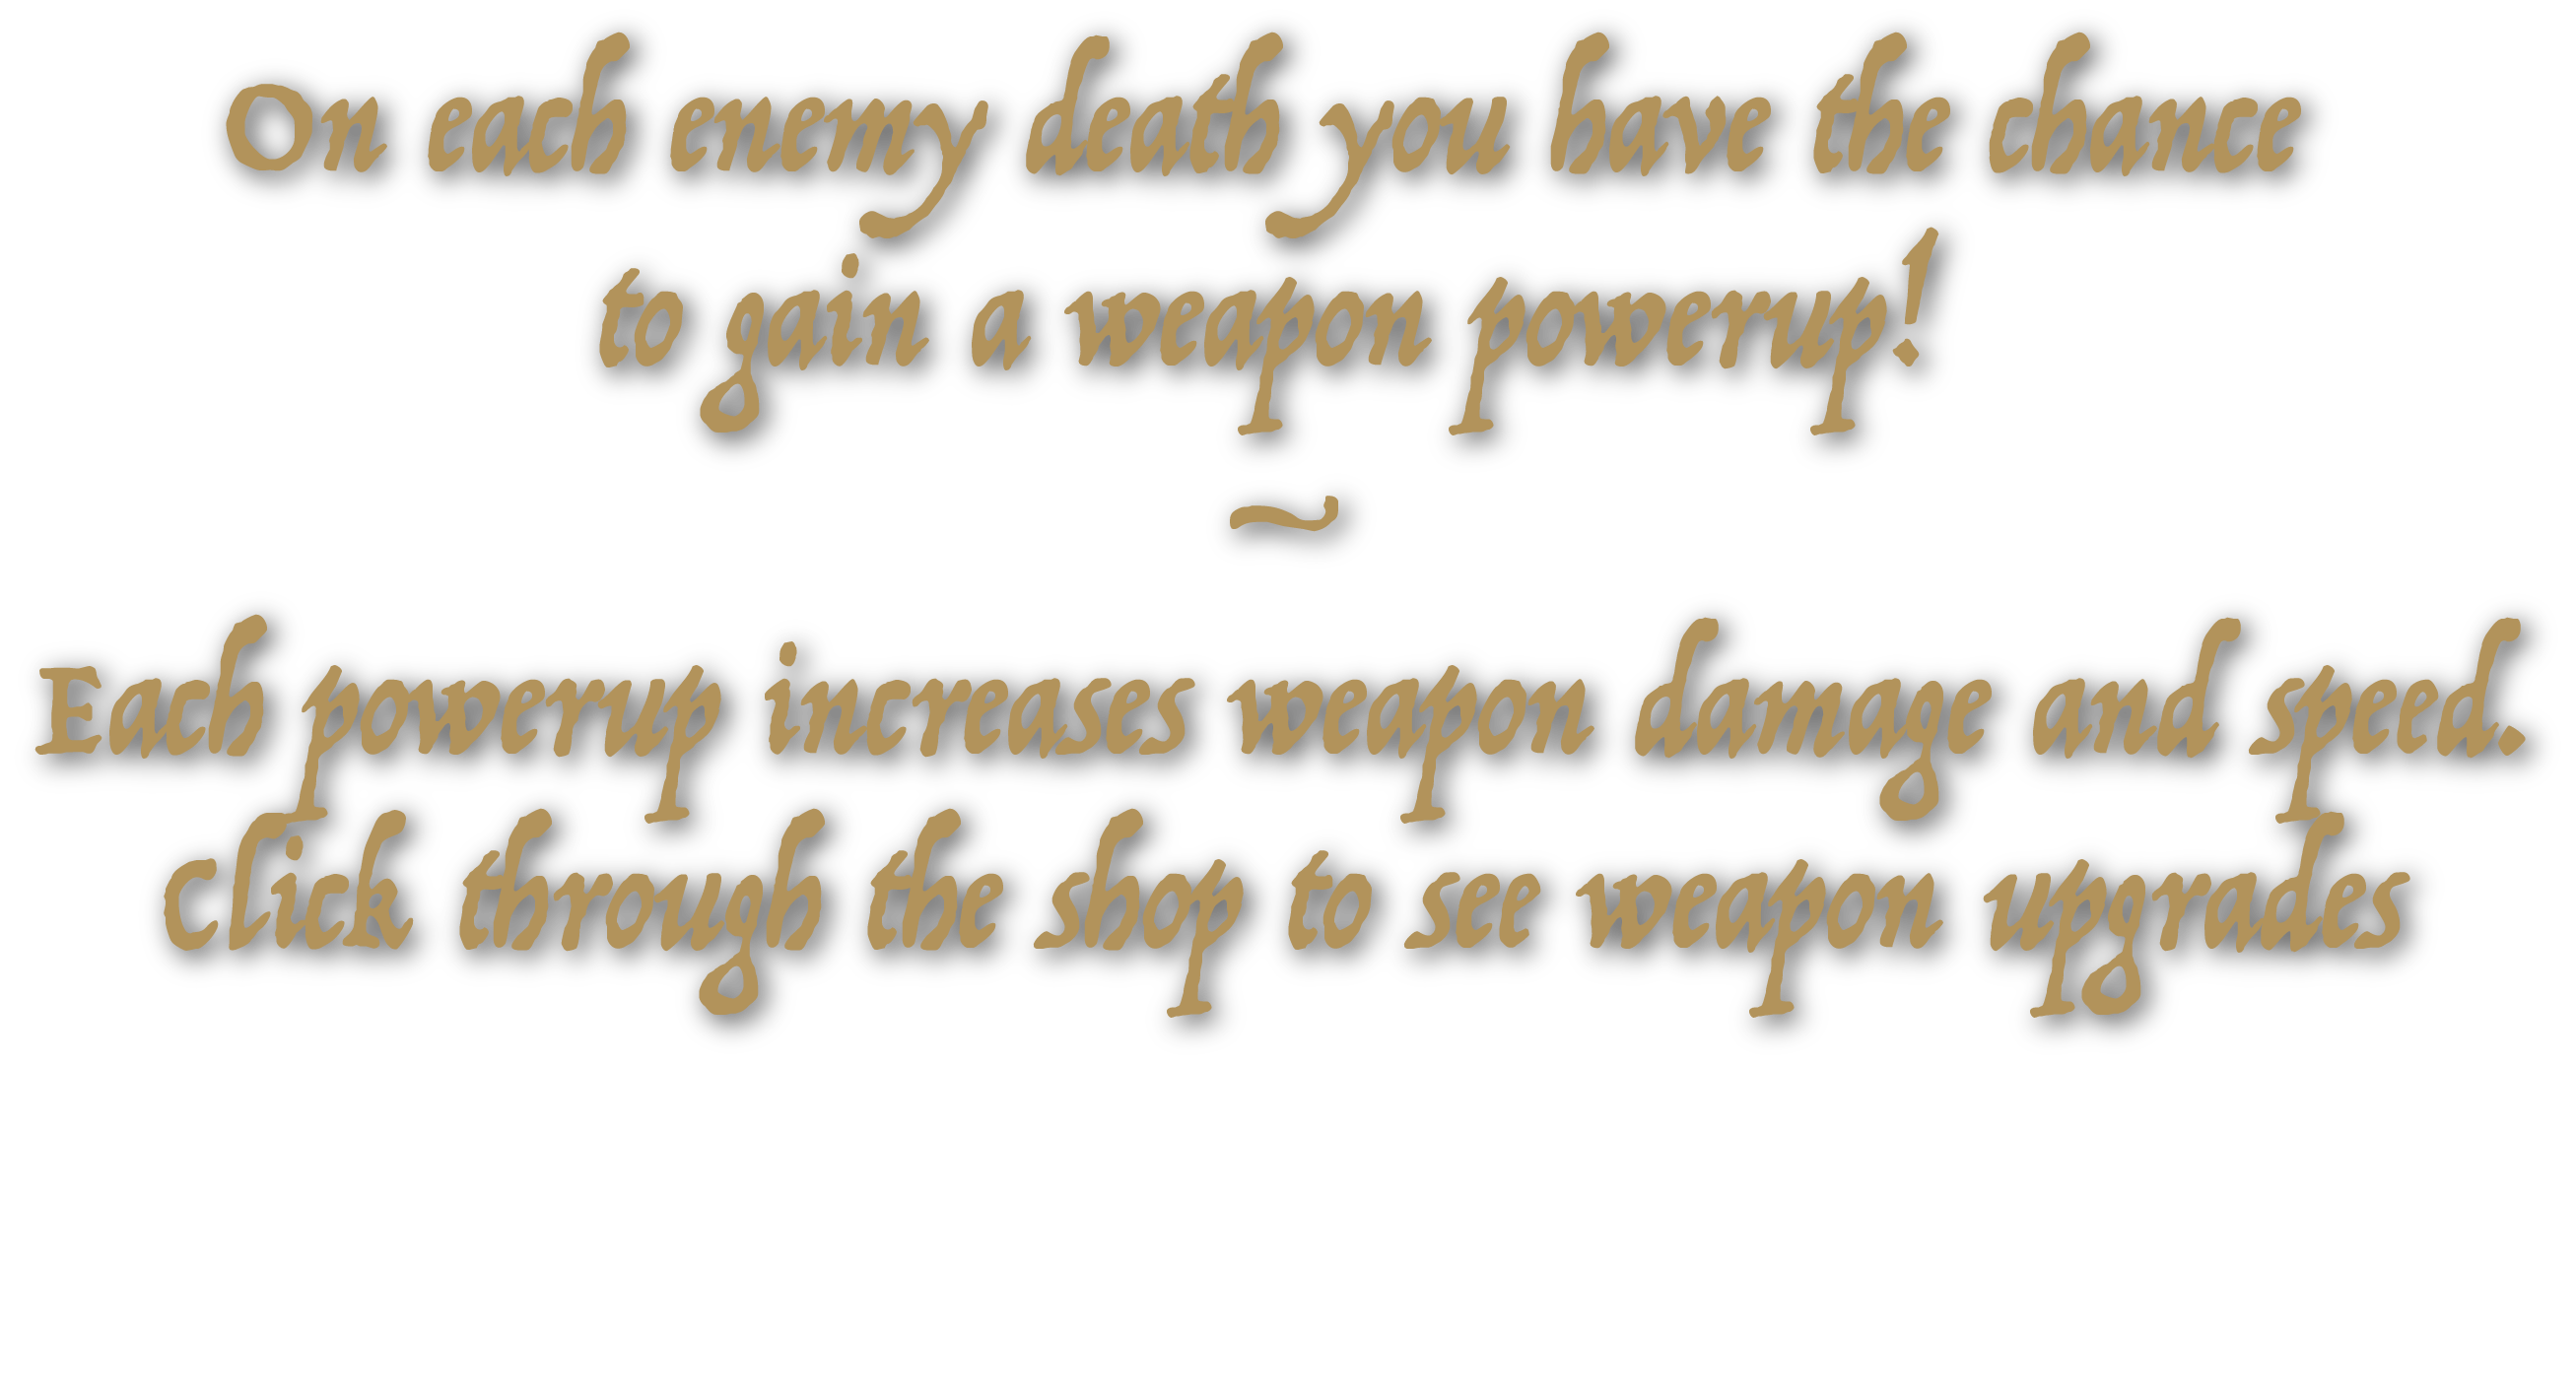 On each enemy death you have the chance
to gain a weapon powerup!
~
Each powerup increases weapon damage and speed.
Click through the shop to see weapon upgrades